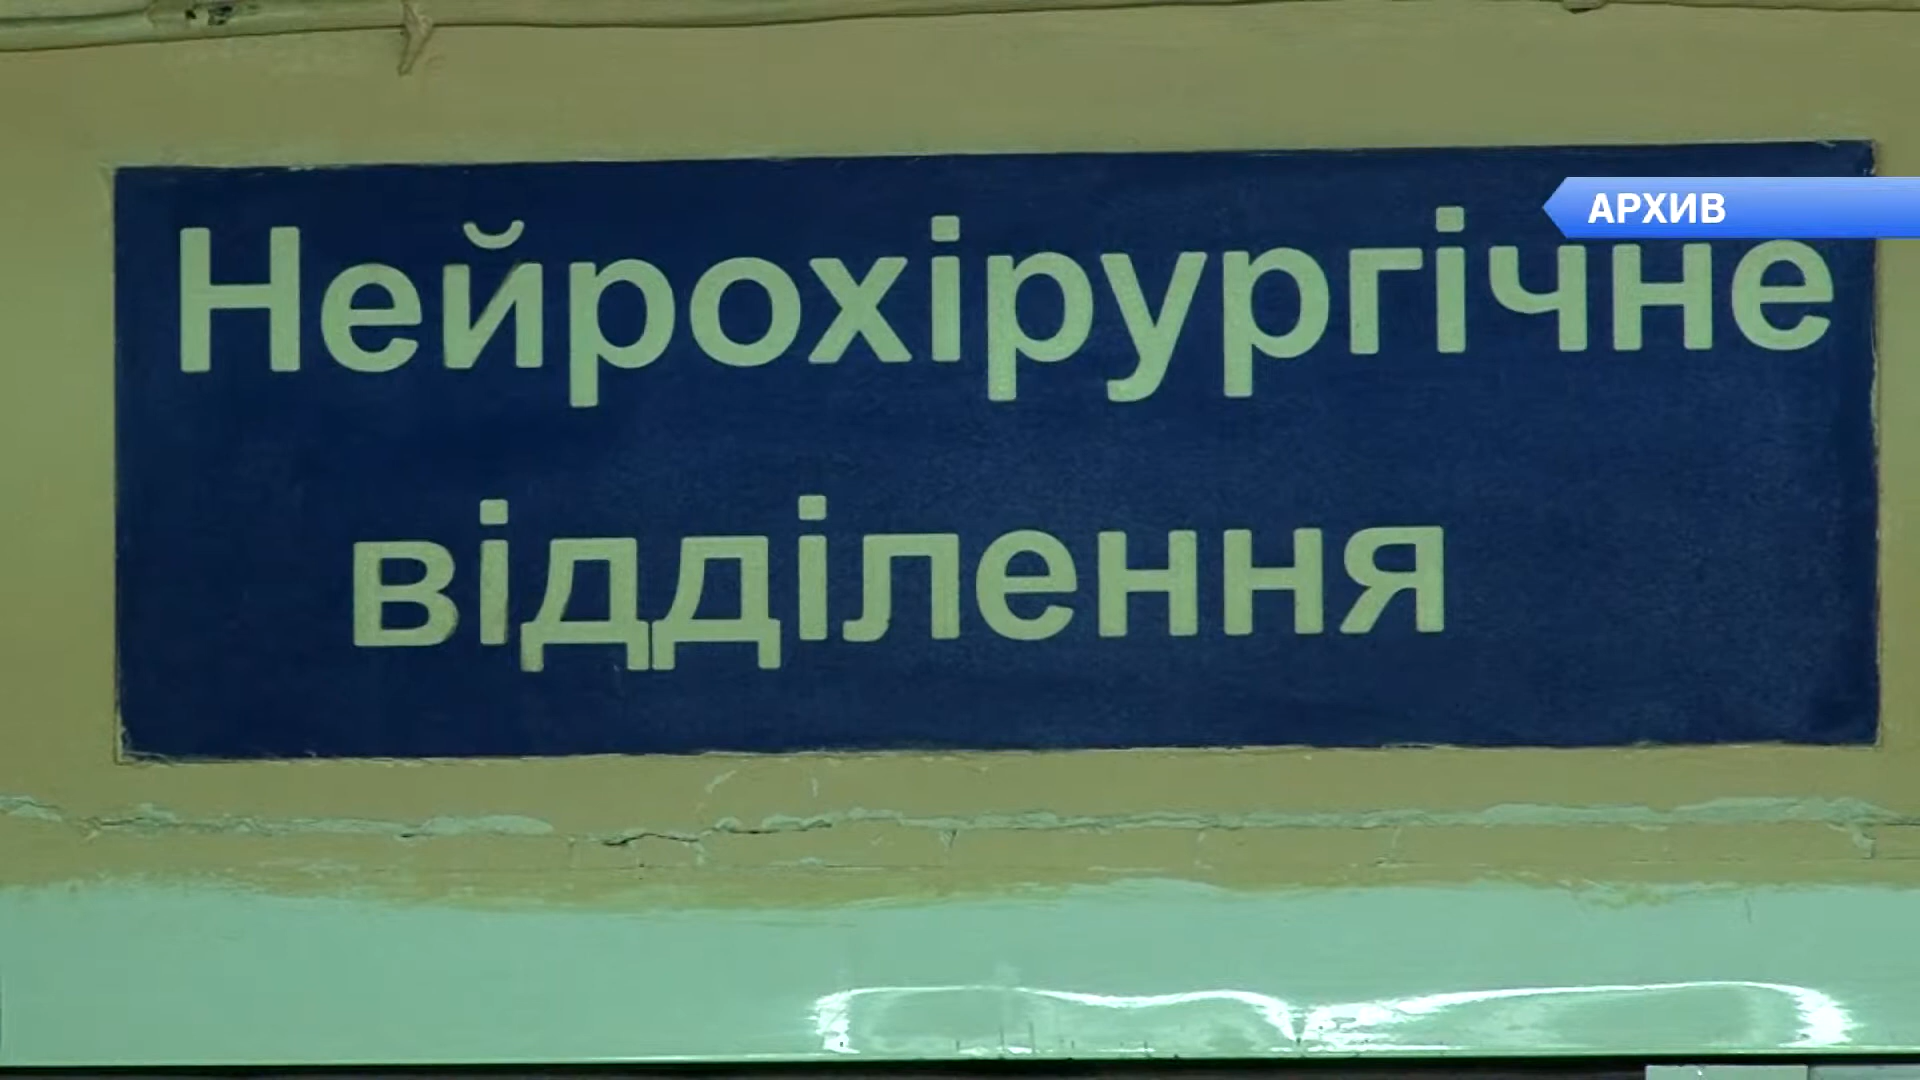 АРХИВ
Нейрохірургічне
відділення